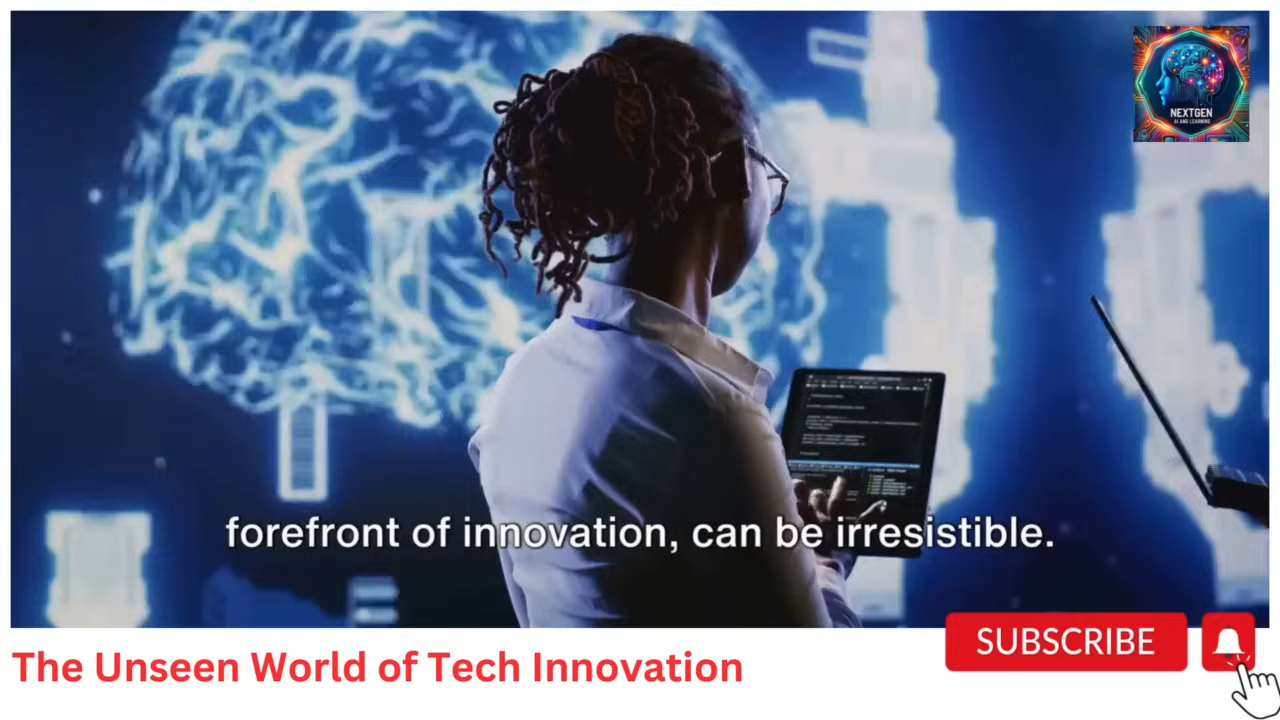 NEXTGEN
AI AND LEARNING
forefront of innovation, can be irresistible.
SUBSCRIBE
The Unseen World of Tech Innovation